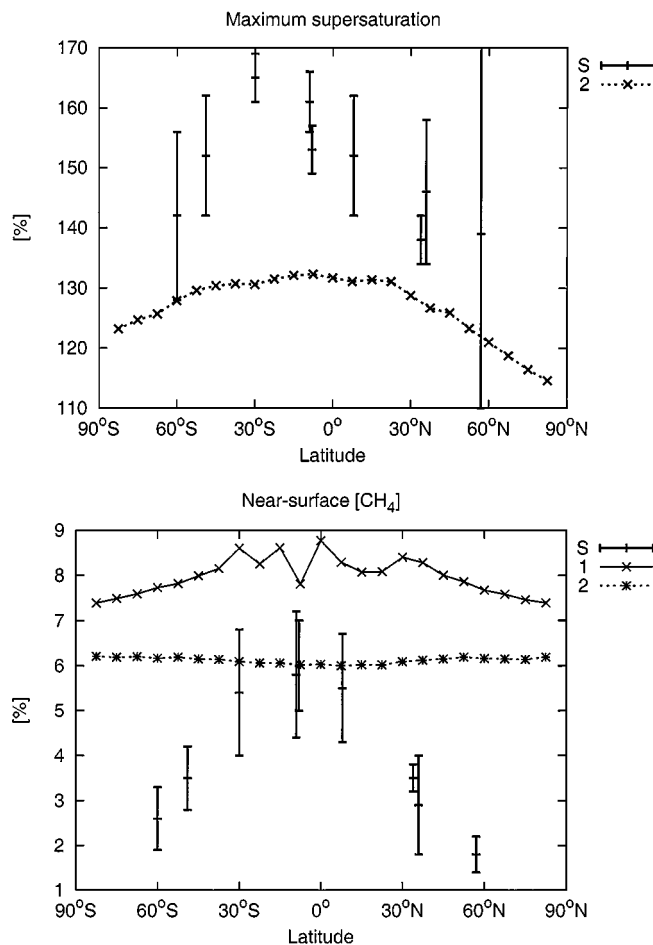 Maximum supersaturation
170
160
150
140
130
120
110
[%]
90°S 60°S 30°S 0° 30°N 60°N 90°N
Latitude
S
2
Near-surface [CH₄]
9
8
7
6
5
4
3
2
1
[%]
90°S 60°S 30°S 0° 30°N 60°N 90°N
Latitude
S
1
2